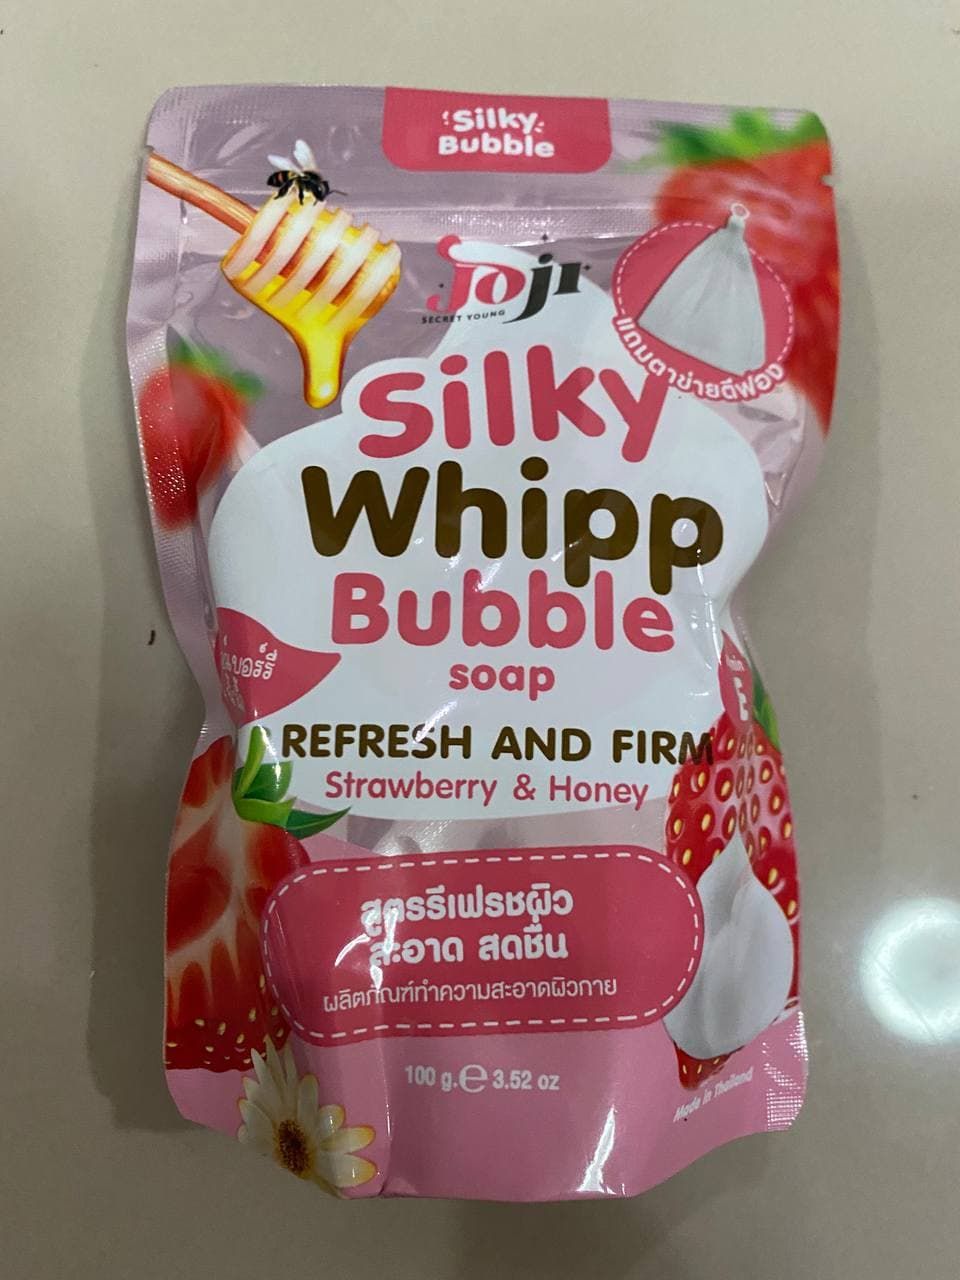 Silky
Bubble
Joji
SECRET YOUNG
แถมตาข่ายตีฟอง
Silky
Whipp
Bubble
soap
REFRESH AND FIRM
Strawberry & Honey
E
สูตรรีเฟรชผิว
สะอาด สดชื่น
ผลิตภัณฑ์ทำความสะอาดผิวกาย
100 g. ℮ 3.52 oz
Made in Thailand